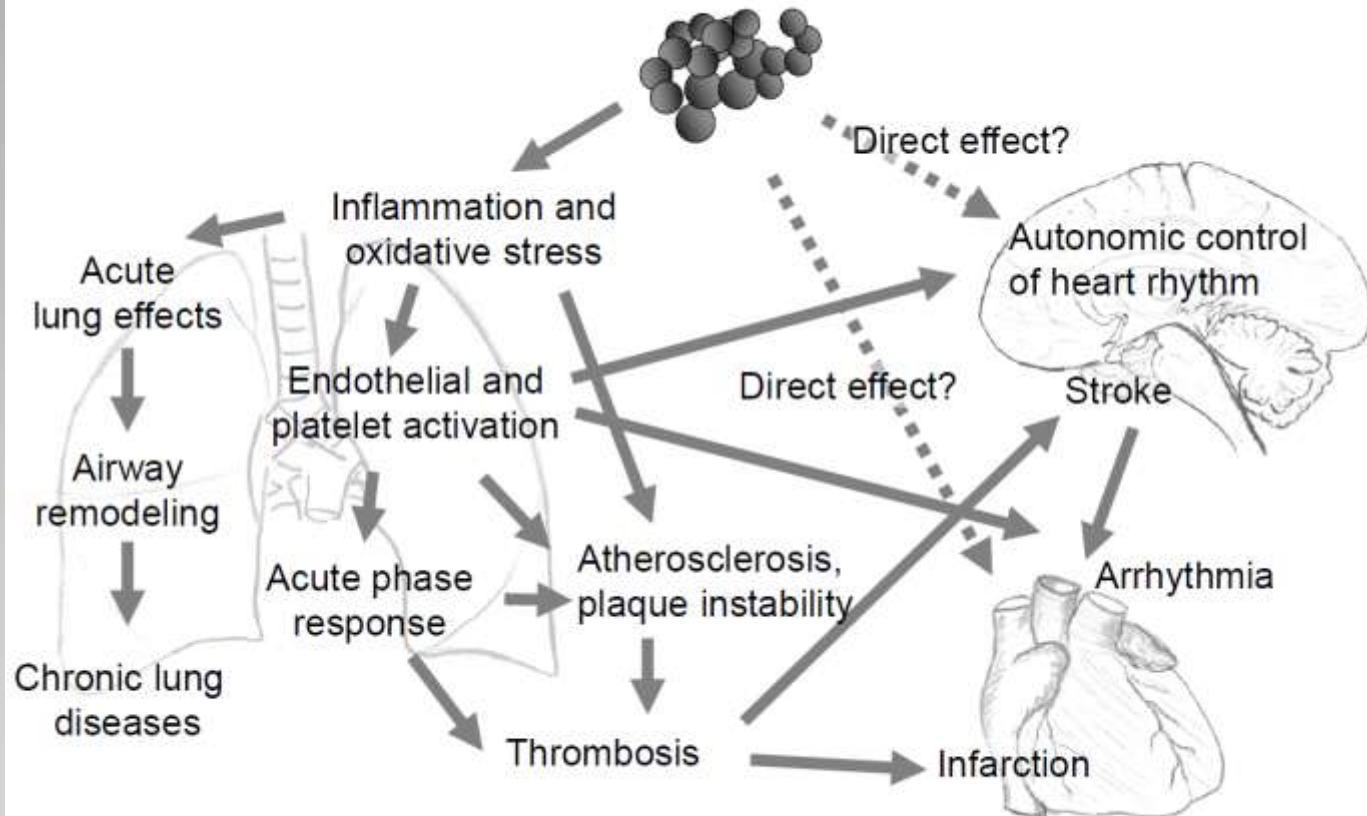 Direct effect?
Inflammation and
oxidative stress
Autonomic control
of heart rhythm
Acute
lung effects
Endothelial and
platelet activation
Direct effect?
Stroke
Airway
remodeling
Acute phase
response
Atherosclerosis,
plaque instability
Arrhythmia
Chronic lung
diseases
Thrombosis
Infarction